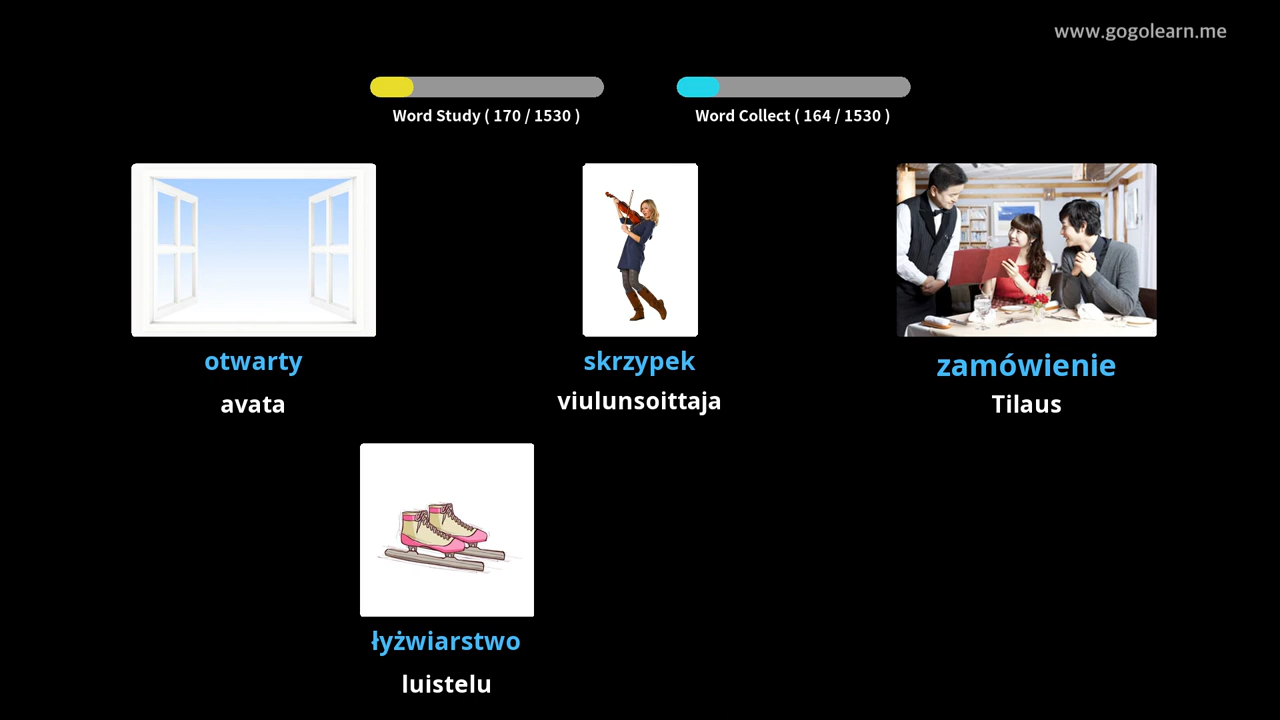 www.gogolearn.me
Word Study ( 170 / 1530 )
Word Collect ( 164 / 1530 )
otwarty
avata
skrzypek
viulunsoittaja
zamówienie
Tilaus
łyżwiarstwo
luistelu